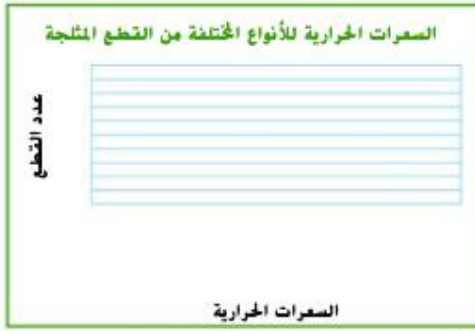 السعرات الحرارية للأنواع المختلفة من القطع المثلجة
عدد القطع
السعرات الحرارية